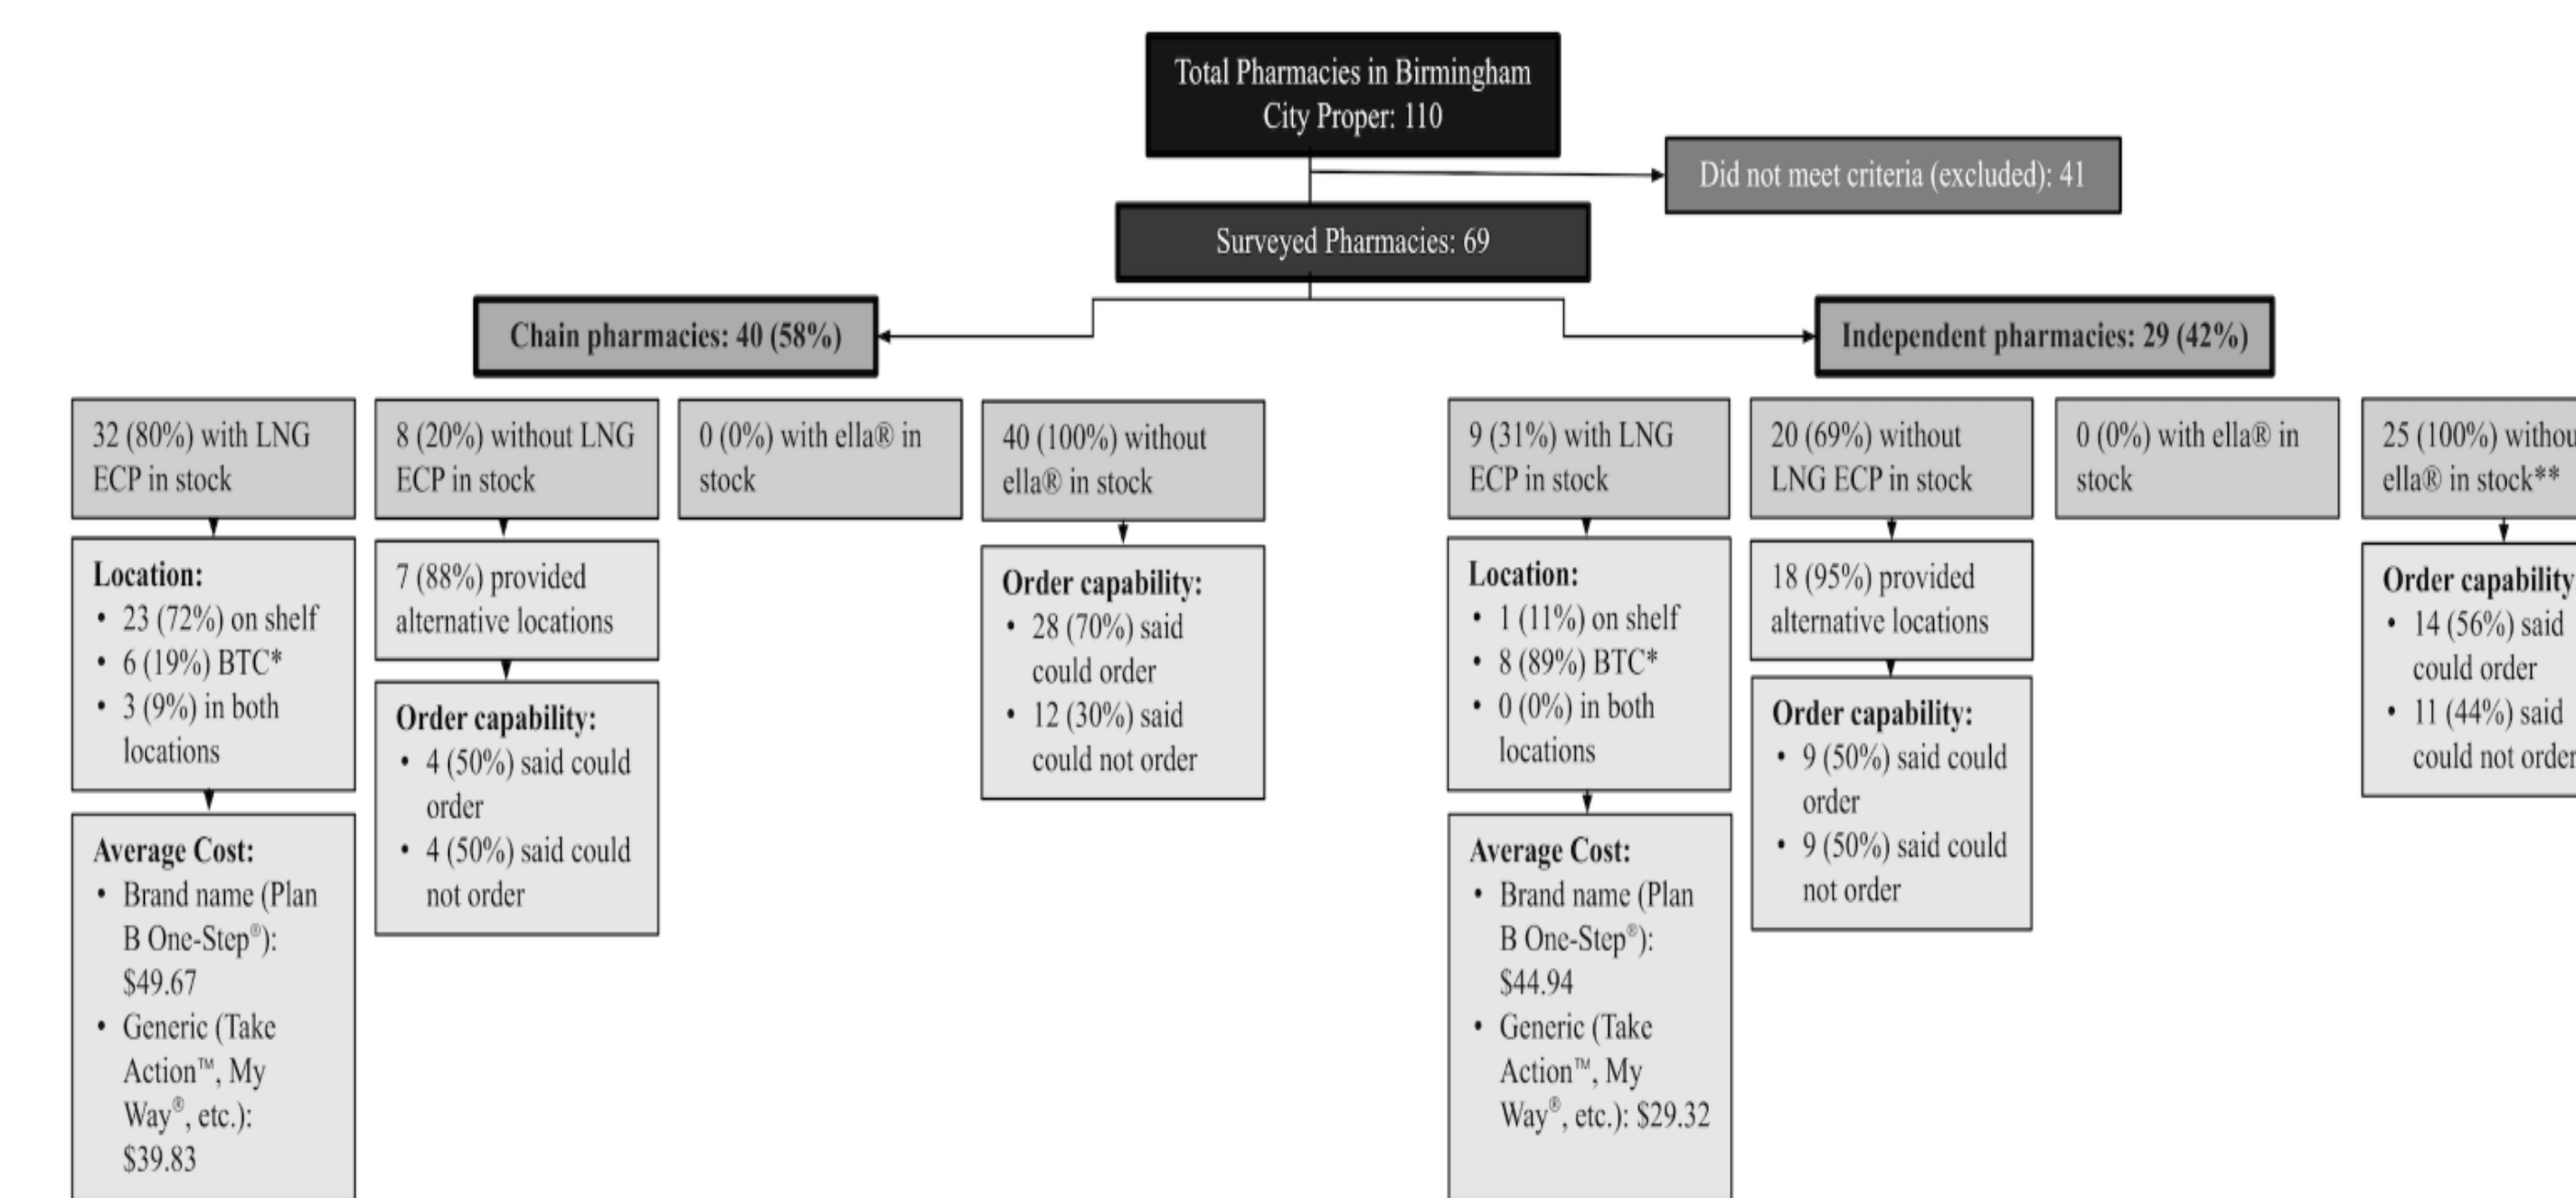 Total Pharmacies in Birmingham
City Proper: 110
Did not meet criteria (excluded): 41
Surveyed Pharmacies: 69
Chain pharmacies: 40 (58%)
Independent pharmacies: 29 (42%)
32 (80%) with LNG
ECP in stock
Location:
• 23 (72%) on shelf
• 6 (19%) BTC*
• 3 (9%) in both
locations
Average Cost:
• Brand name (Plan
B One-Step®):
$49.67
• Generic (Take
Action™, My
Way®, etc.):
$39.83
8 (20%) without LNG
ECP in stock
7 (88%) provided
alternative locations
Order capability:
• 4 (50%) said could
order
• 4 (50%) said could
not order
0 (0%) with ella® in
stock
40 (100%) without
ella® in stock
Order capability:
• 28 (70%) said
could order
• 12 (30%) said
could not order
9 (31%) with LNG
ECP in stock
Location:
• 1 (11%) on shelf
• 8 (89%) BTC*
• 0 (0%) in both
locations
Average Cost:
• Brand name (Plan
B One-Step®):
$44.94
• Generic (Take
Action™, My
Way®, etc.): $29.32
20 (69%) without
LNG ECP in stock
18 (95%) provided
alternative locations
Order capability:
• 9 (50%) said could
order
• 9 (50%) said could
not order
0 (0%) with ella® in
stock
25 (100%) withou
ella® in stock**
Order capability
• 14 (56%) said
could order
• 11 (44%) said
could not order